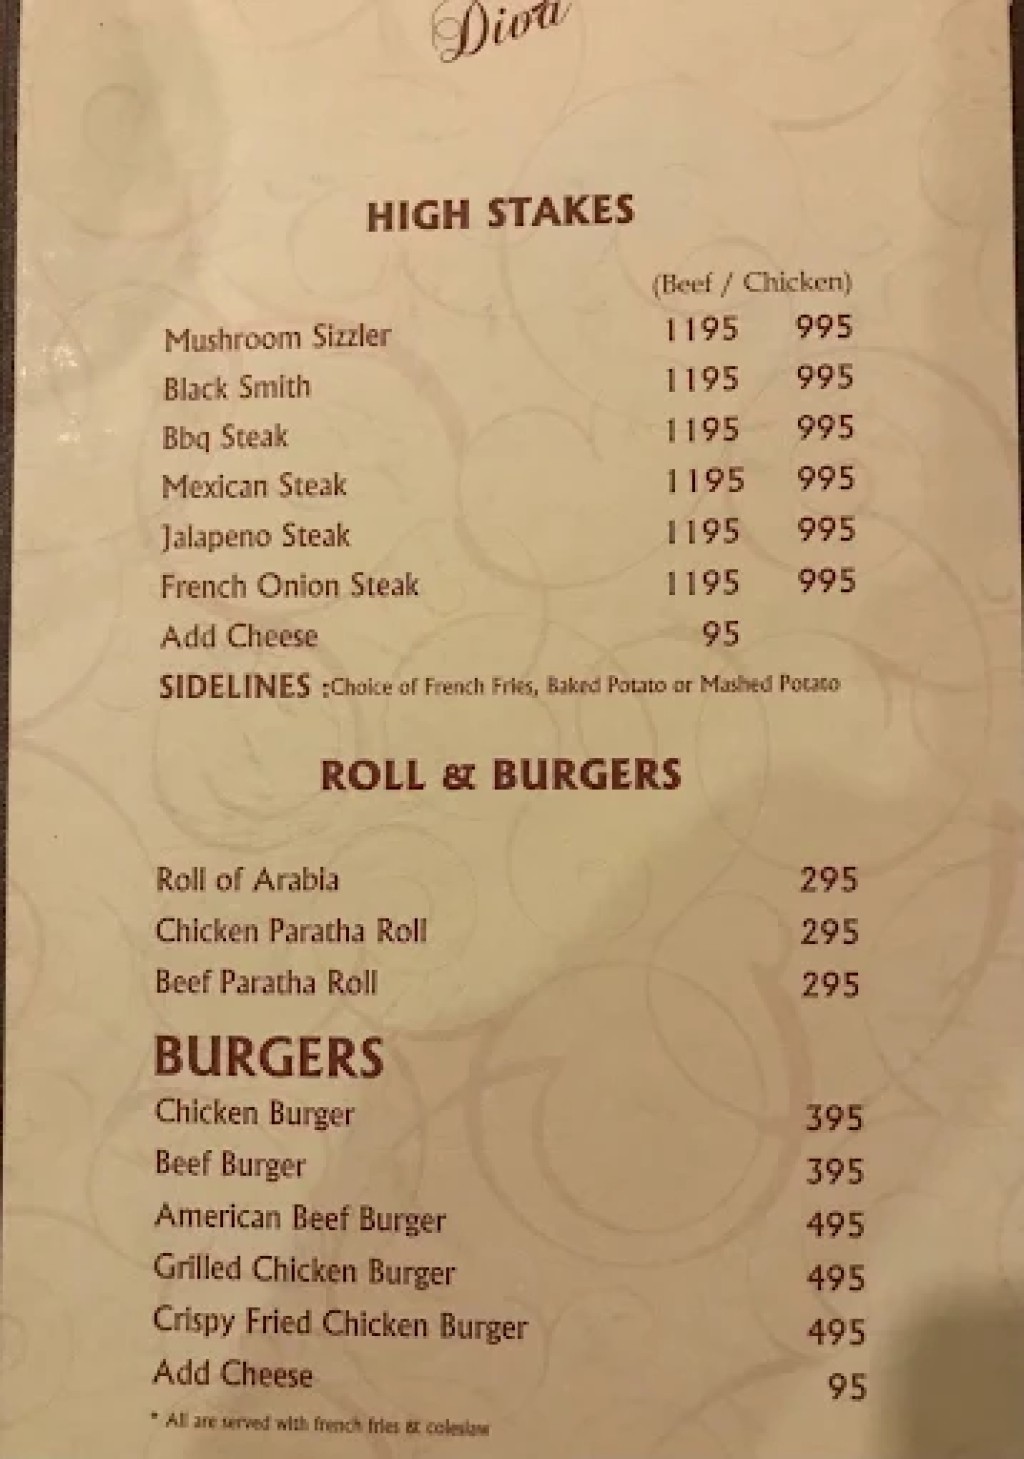 Diva
HIGH STAKES
(Beef / Chicken)
Mushroom Sizzler 1195 995
Black Smith 1195 995
Bbq Steak 1195 995
Mexican Steak 1195 995
Jalapeno Steak 1195 995
French Onion Steak 1195 995
Add Cheese 95
SIDELINES :Choice of French Fries, Baked Potato or Mashed Potato
ROLL & BURGERS
Roll of Arabia 295
Chicken Paratha Roll 295
Beef Paratha Roll 295
BURGERS
Chicken Burger 395
Beef Burger 395
American Beef Burger 495
Grilled Chicken Burger 495
Crispy Fried Chicken Burger 495
Add Cheese 95
* All are served with french fries & coleslaw